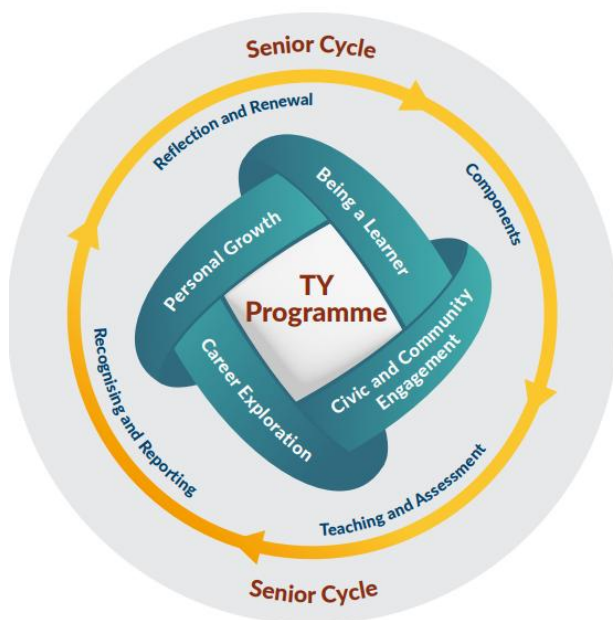 Senior Cycle
Reflection and Renewal
Components
Being a Learner
Personal Growth
TY
Programme
Civic and Community
Engagement
Career Exploration
Recognising and Reporting
Teaching and Assessment
Senior Cycle